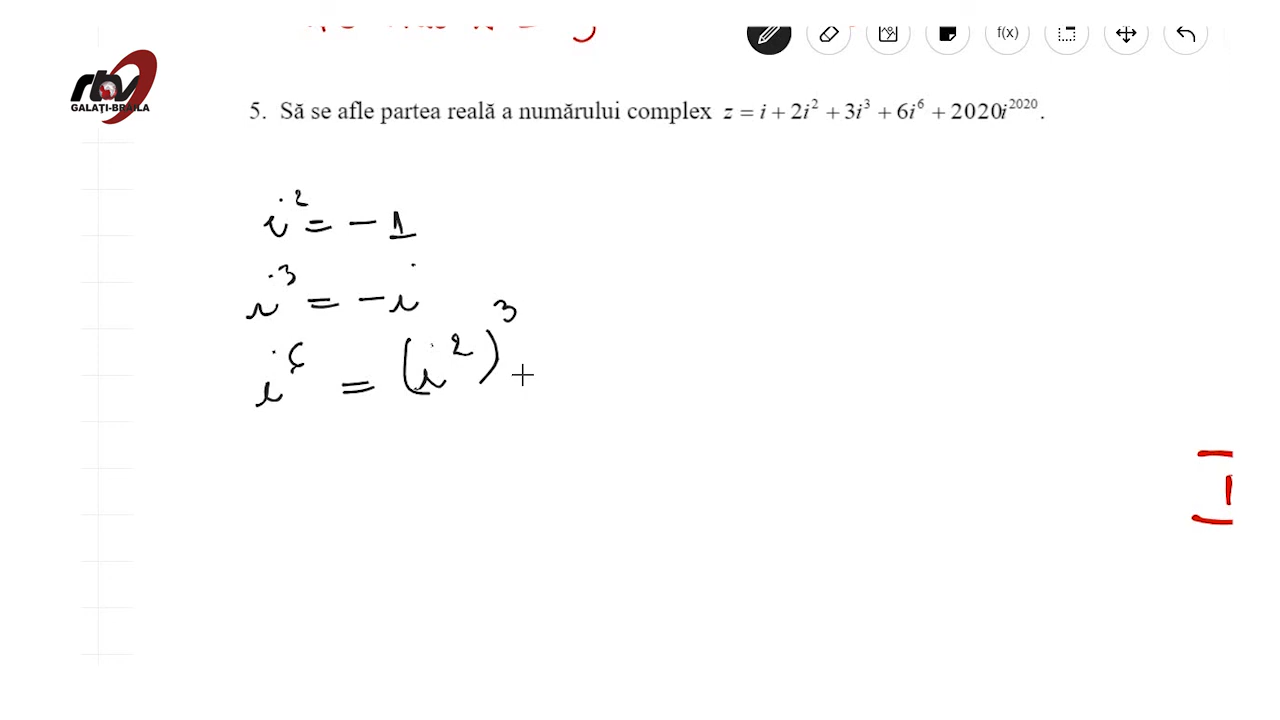 f(x)
rtv
GALAȚI-BRĂILA
5. Să se afle partea reală a numărului complex z = i + 2i² + 3i³ + 6i⁶ + 2020i²⁰²⁰.
i² = -1
i³ = -i
i⁶ = (i²)³